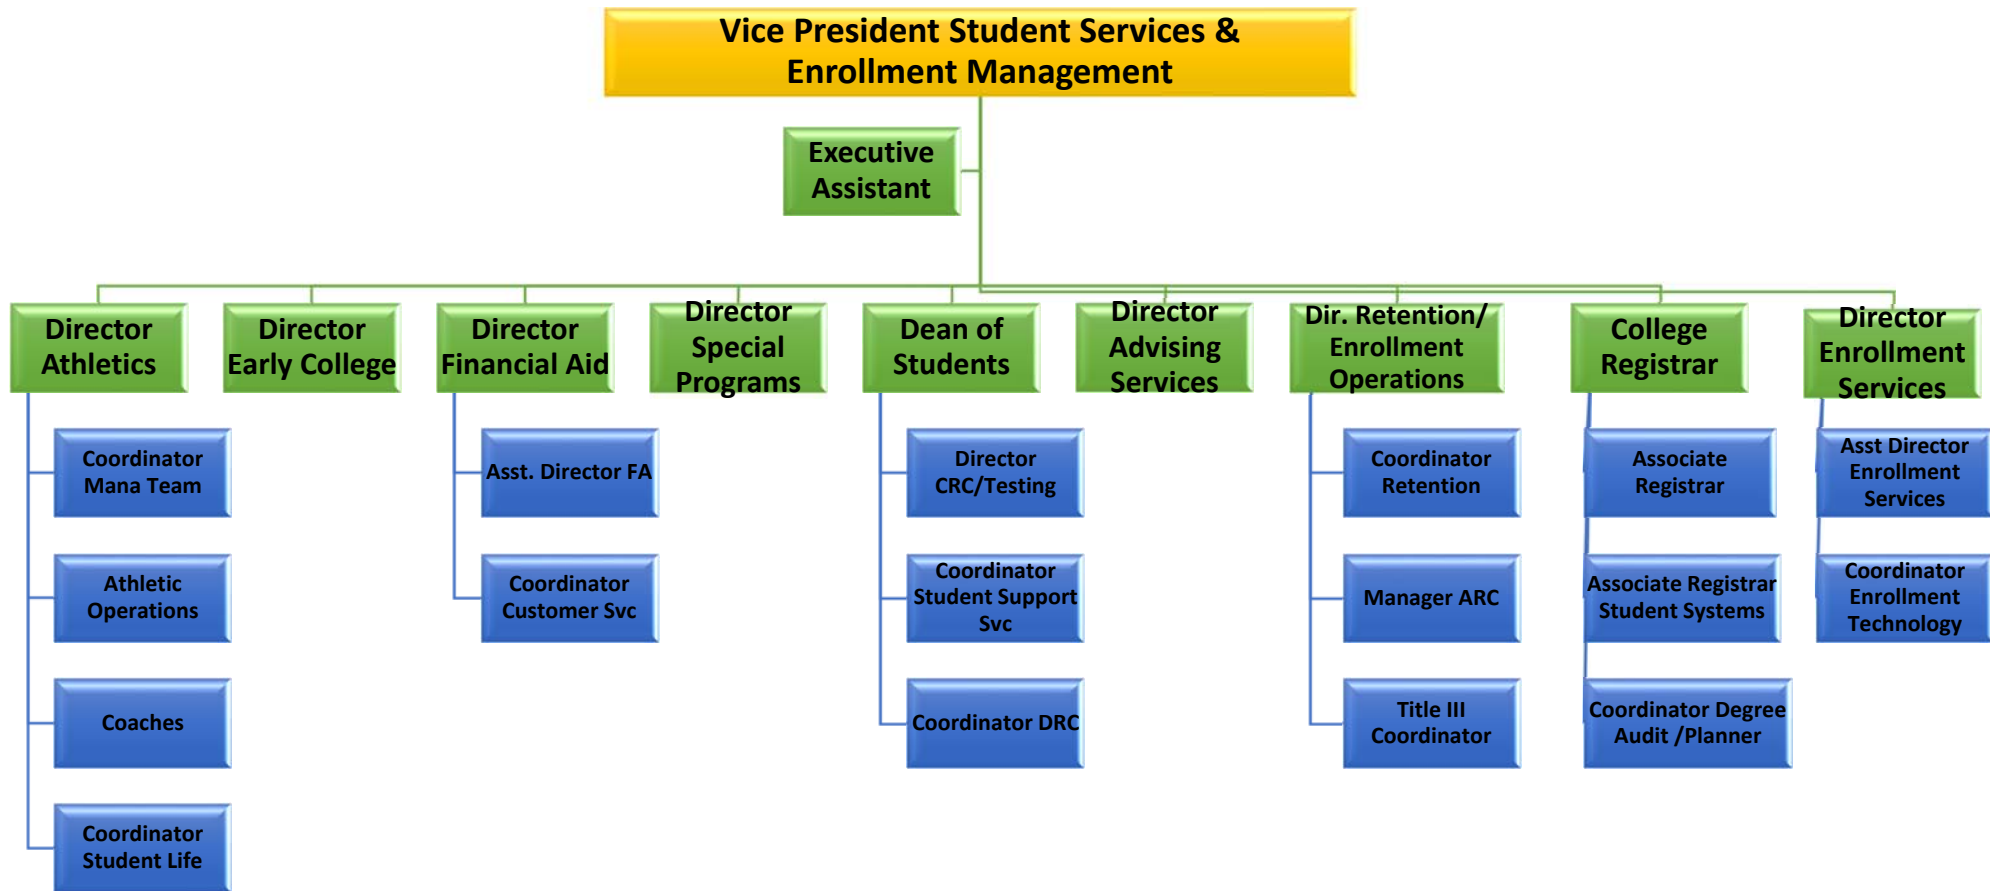 Vice President Student Services &
Enrollment Management
Executive
Assistant
Director
Athletics
Director
Early College
Director
Financial Aid
Director
Special
Programs
Dean of
Students
Director
Advising
Services
Dir. Retention/
Enrollment
Operations
College
Registrar
Director
Enrollment
Services
Coordinator
Mana Team
Athletic
Operations
Coaches
Coordinator
Student Life
Asst. Director FA
Coordinator
Customer Svc
Director
CRC/Testing
Coordinator
Student Support
Svc
Coordinator DRC
Coordinator
Retention
Manager ARC
Title III
Coordinator
Associate
Registrar
Associate Registrar
Student Systems
Coordinator Degree
Audit /Planner
Asst Director
Enrollment
Services
Coordinator
Enrollment
Technology